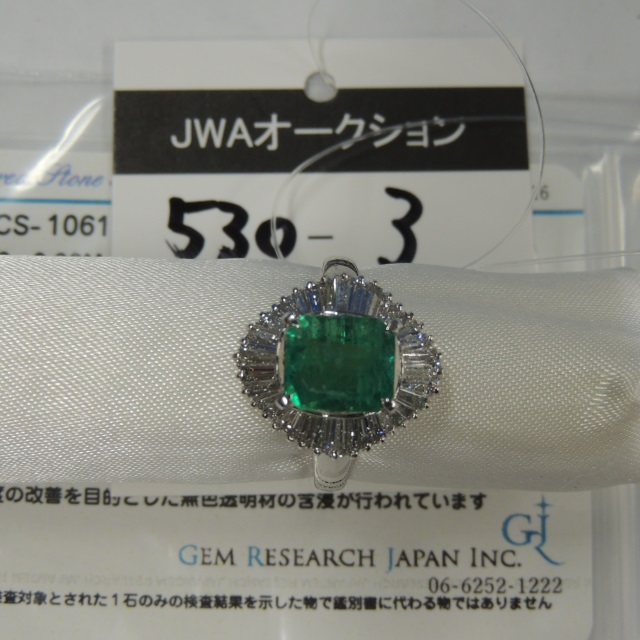 JWAオークション
530-3
CS-1061
の改善を目的とした無色透明材の含浸が行われています
GJ
GEM RESEARCH JAPAN INC.
06-6252-1222
検査対象とされた1石のみの検査結果を示した物で鑑別書に代わる物ではありません